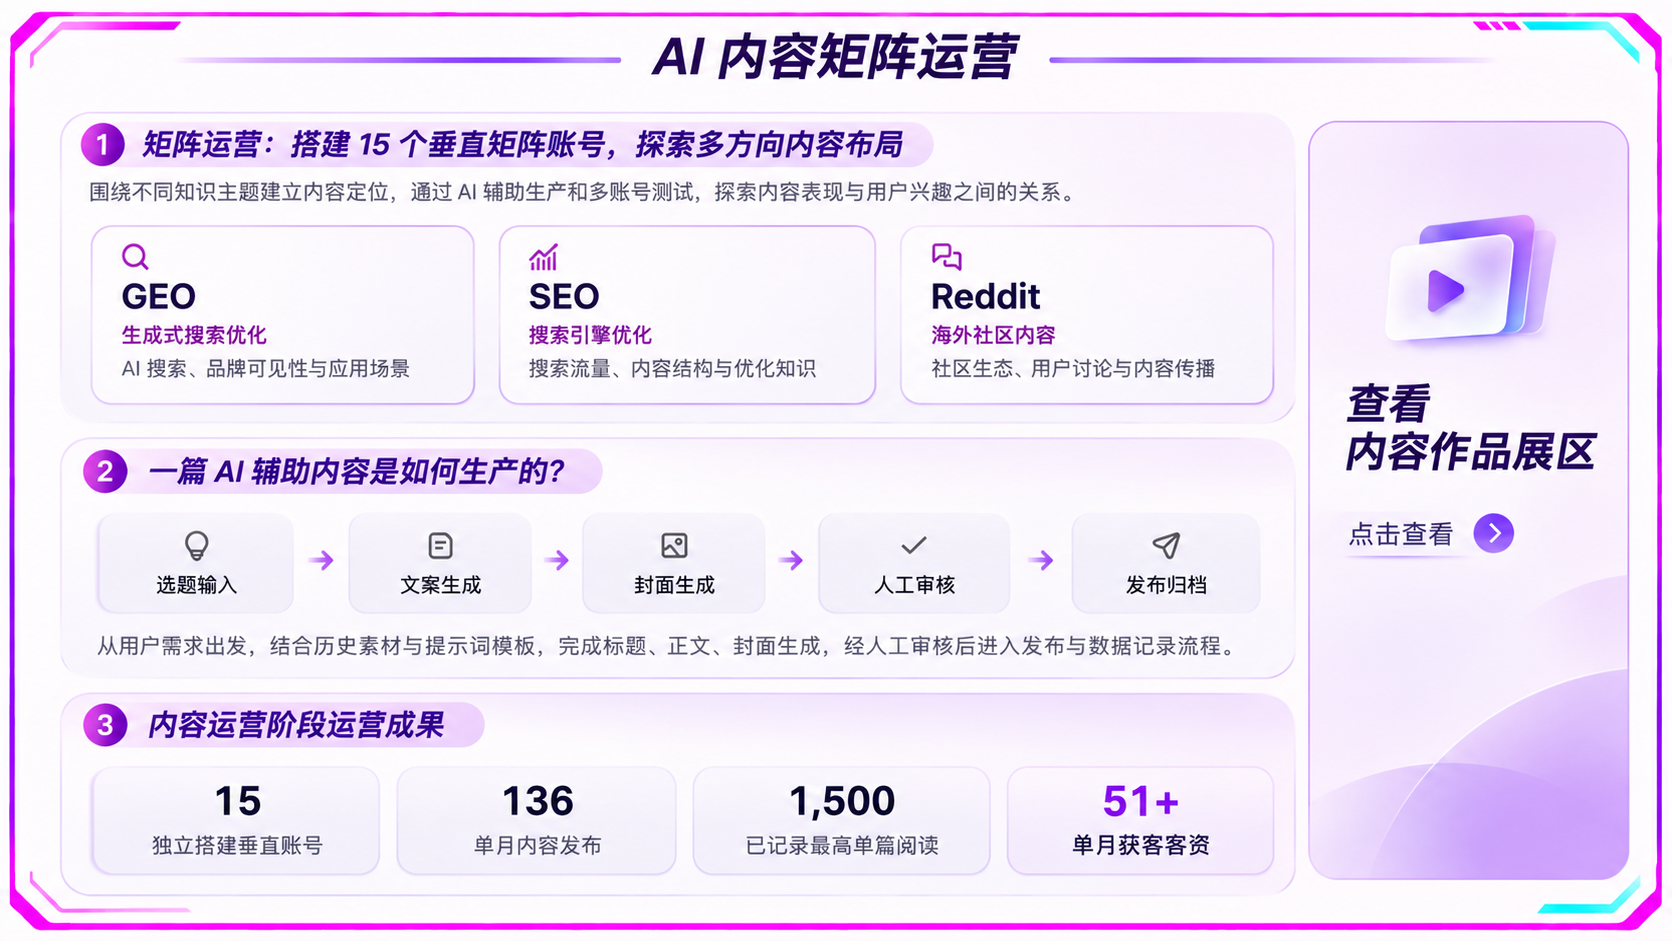 AI 内容矩阵运营
1 矩阵运营：搭建 15 个垂直矩阵账号，探索多方向内容布局
围绕不同知识主题建立内容定位，通过 AI 辅助生产和多账号测试，探索内容表现与用户兴趣之间的关系。
GEO
生成式搜索优化
AI 搜索、品牌可见性与应用场景
SEO
搜索引擎优化
搜索流量、内容结构与优化知识
Reddit
海外社区内容
社区生态、用户讨论与内容传播
2 一篇 AI 辅助内容是如何生产的？
选题输入
文案生成
封面生成
人工审核
发布归档
从用户需求出发，结合历史素材与提示词模板，完成标题、正文、封面生成，经人工审核后进入发布与数据记录流程。
3 内容运营阶段运营成果
15
独立搭建垂直账号
136
单月内容发布
1,500
已记录最高单篇阅读
51+
单月获客客资
查看
内容作品展区
点击查看